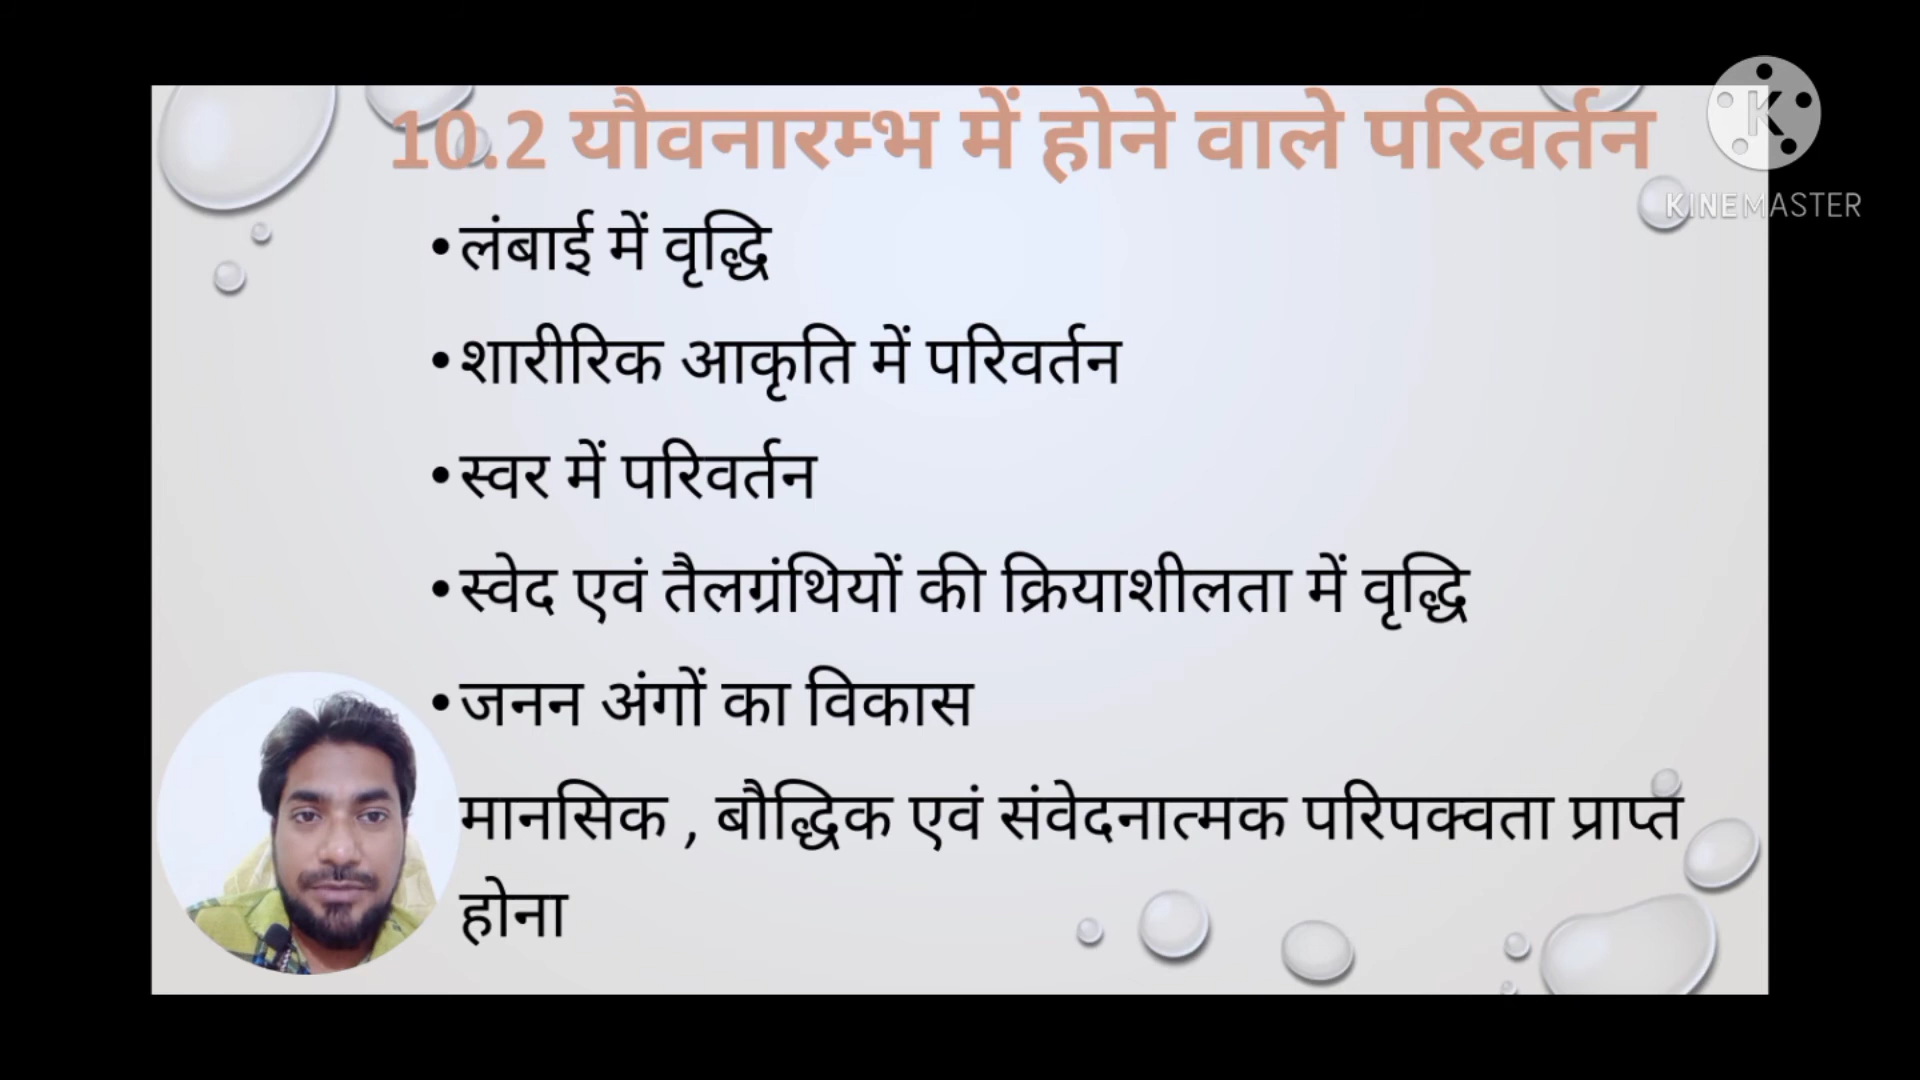 10.2 यौवनारम्भ में होने वाले परिवर्तन
K
KINEMASTER
•लंबाई में वृद्धि
•शारीरिक आकृति में परिवर्तन
•स्वर में परिवर्तन
•स्वेद एवं तैलग्रंथियों की क्रियाशीलता में वृद्धि
•जनन अंगों का विकास
मानसिक , बौद्धिक एवं संवेदनात्मक परिपक्वता प्राप्त
होना